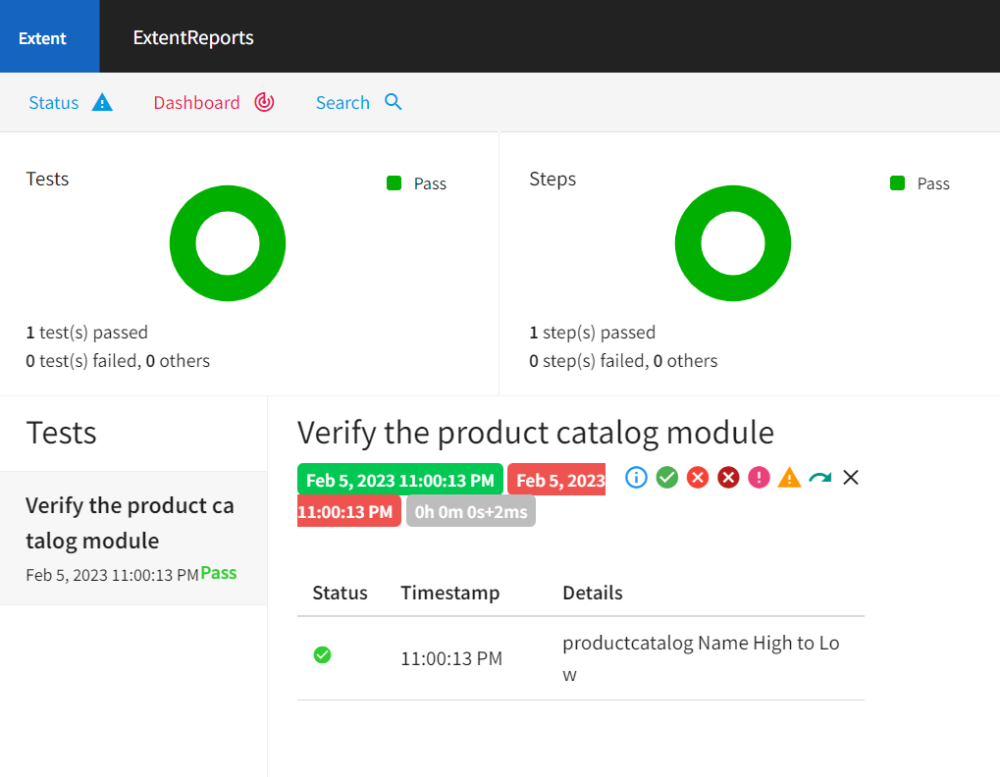 Extent
ExtentReports
Status
Dashboard
Search
Tests
Pass
1 test(s) passed
0 test(s) failed, 0 others
Steps
Pass
1 step(s) passed
0 step(s) failed, 0 others
Tests
Verify the product ca
talog module
Feb 5, 2023 11:00:13 PM Pass
Verify the product catalog module
Feb 5, 2023 11:00:13 PM Feb 5, 2023
11:00:13 PM 0h 0m 0s+2ms
Status Timestamp Details
11:00:13 PM productcatalog Name High to Lo
w